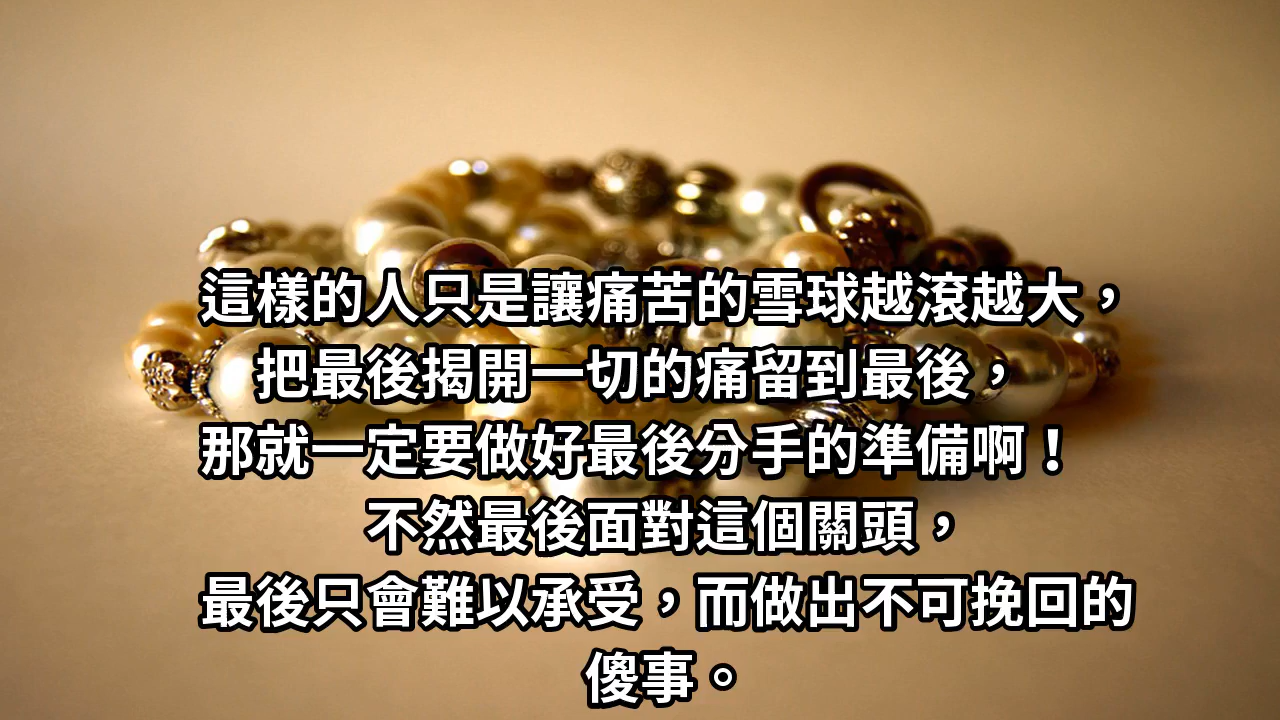 這樣的人只是讓痛苦的雪球越滾越大，
把最後揭開一切的痛留到最後，
那就一定要做好最後分手的準備啊！
不然最後面對這個關頭，
最後只會難以承受，而做出不可挽回的
傻事。